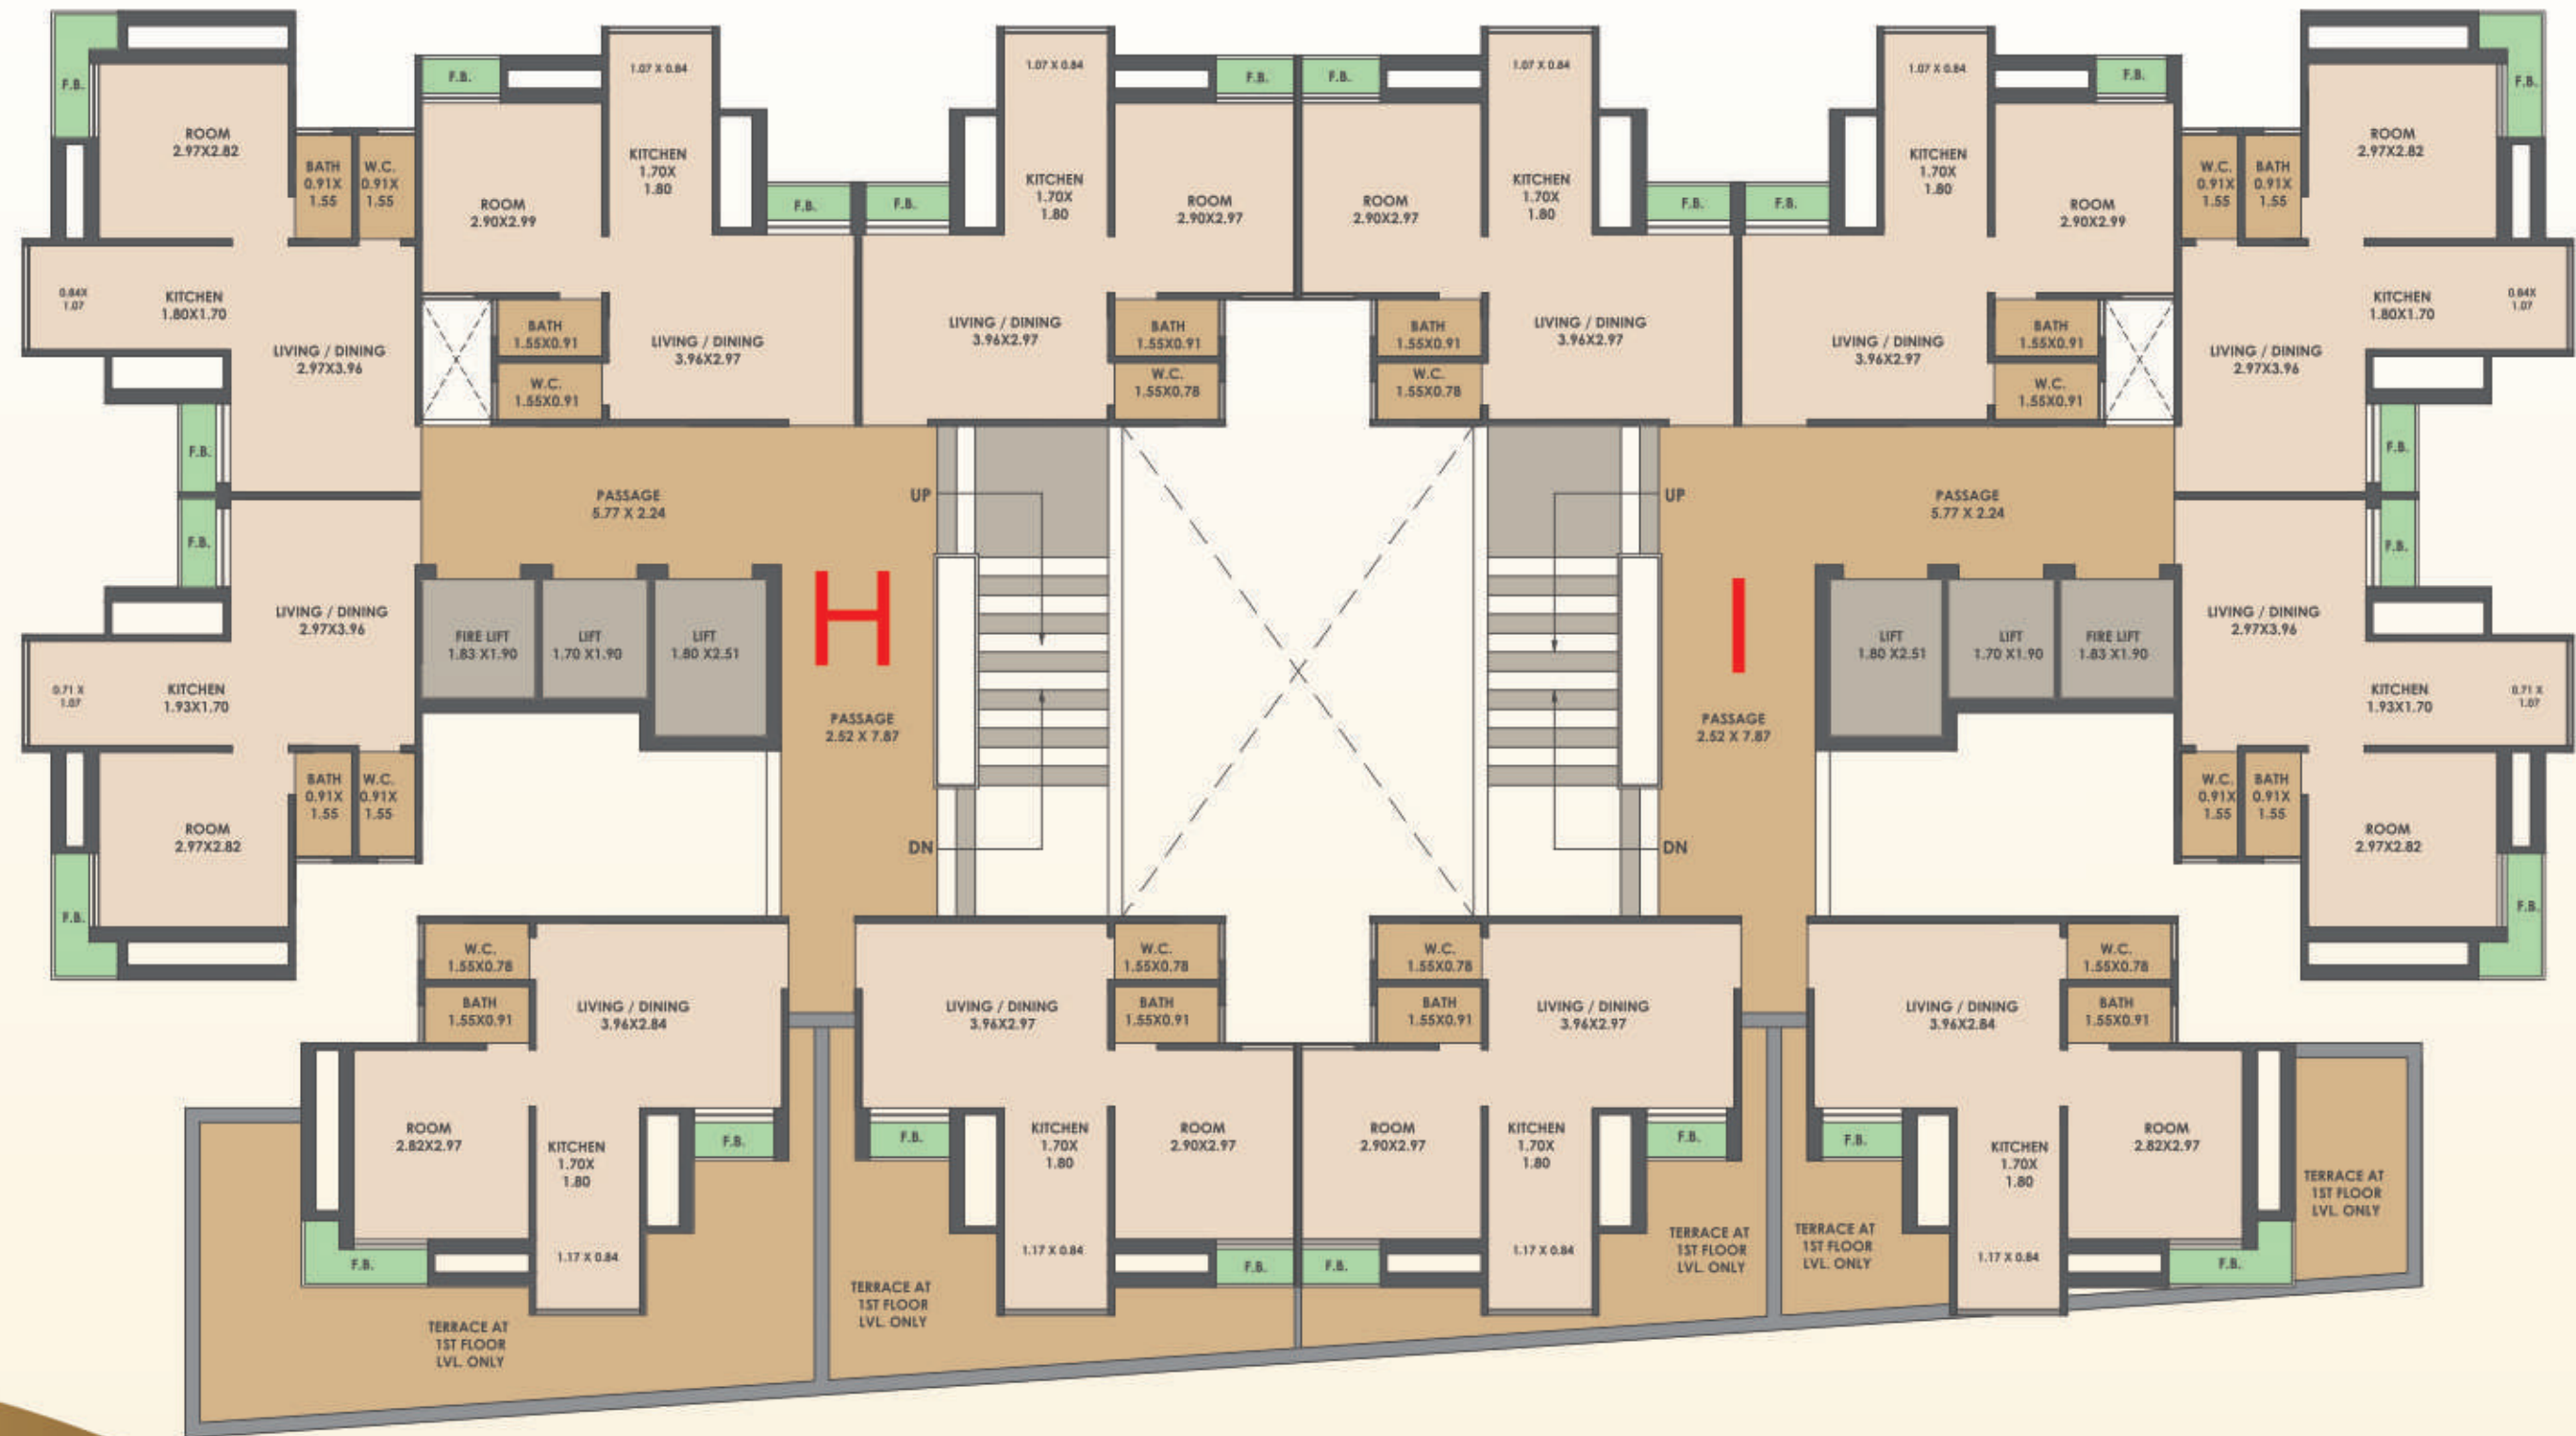 F.B.
ROOM
2.97X2.82
BATH
0.91X
1.55
W.C.
0.91X
1.55
0.84X
1.07
KITCHEN
1.80X1.70
LIVING / DINING
2.97X3.96
F.B.
F.B.
ROOM
2.90X2.99
1.07 X 0.84
KITCHEN
1.70X
1.80
F.B.
BATH
1.55X0.91
W.C.
1.55X0.91
LIVING / DINING
3.96X2.97
F.B.
1.07 X 0.84
KITCHEN
1.70X
1.80
F.B.
ROOM
2.90X2.97
LIVING / DINING
3.96X2.97
BATH
1.55X0.91
W.C.
1.55X0.78
F.B.
ROOM
2.90X2.97
1.07 X 0.84
KITCHEN
1.70X
1.80
F.B.
BATH
1.55X0.91
W.C.
1.55X0.78
LIVING / DINING
3.96X2.97
F.B.
1.07 X 0.84
KITCHEN
1.70X
1.80
F.B.
ROOM
2.90X2.99
LIVING / DINING
3.96X2.97
BATH
1.55X0.91
W.C.
1.55X0.91
W.C.
0.91X
1.55
BATH
0.91X
1.55
ROOM
2.97X2.82
F.B.
KITCHEN
1.80X1.70
0.84X
1.07
LIVING / DINING
2.97X3.96
F.B.
PASSAGE
5.77 X 2.24
UP
UP
PASSAGE
5.77 X 2.24
F.B.
LIVING / DINING
2.97X3.96
0.71 X
1.07
KITCHEN
1.93X1.70
ROOM
2.97X2.82
BATH
0.91X
1.55
W.C.
0.91X
1.55
F.B.
FIRE LIFT
1.83 X1.90
LIFT
1.70 X1.90
LIFT
1.80 X2.51
H
PASSAGE
2.52 X 7.87
DN
I
PASSAGE
2.52 X 7.87
DN
LIFT
1.80 X2.51
LIFT
1.70 X1.90
FIRE LIFT
1.83 X1.90
F.B.
LIVING / DINING
2.97X3.96
KITCHEN
1.93X1.70
0.71 X
1.07
W.C.
0.91X
1.55
BATH
0.91X
1.55
ROOM
2.97X2.82
F.B.
W.C.
1.55X0.78
BATH
1.55X0.91
LIVING / DINING
3.96X2.84
ROOM
2.82X2.97
KITCHEN
1.70X
1.80
F.B.
F.B.
1.17 X 0.84
TERRACE AT
1ST FLOOR
LVL. ONLY
LIVING / DINING
3.96X2.97
W.C.
1.55X0.78
BATH
1.55X0.91
F.B.
KITCHEN
1.70X
1.80
ROOM
2.90X2.97
1.17 X 0.84
F.B.
TERRACE AT
1ST FLOOR
LVL. ONLY
W.C.
1.55X0.78
BATH
1.55X0.91
LIVING / DINING
3.96X2.97
ROOM
2.90X2.97
KITCHEN
1.70X
1.80
F.B.
F.B.
1.17 X 0.84
TERRACE AT
1ST FLOOR
LVL. ONLY
LIVING / DINING
3.96X2.84
W.C.
1.55X0.78
BATH
1.55X0.91
F.B.
KITCHEN
1.70X
1.80
ROOM
2.82X2.97
TERRACE AT
1ST FLOOR
LVL. ONLY
1.17 X 0.84
F.B.
TERRACE AT
1ST FLOOR
LVL. ONLY